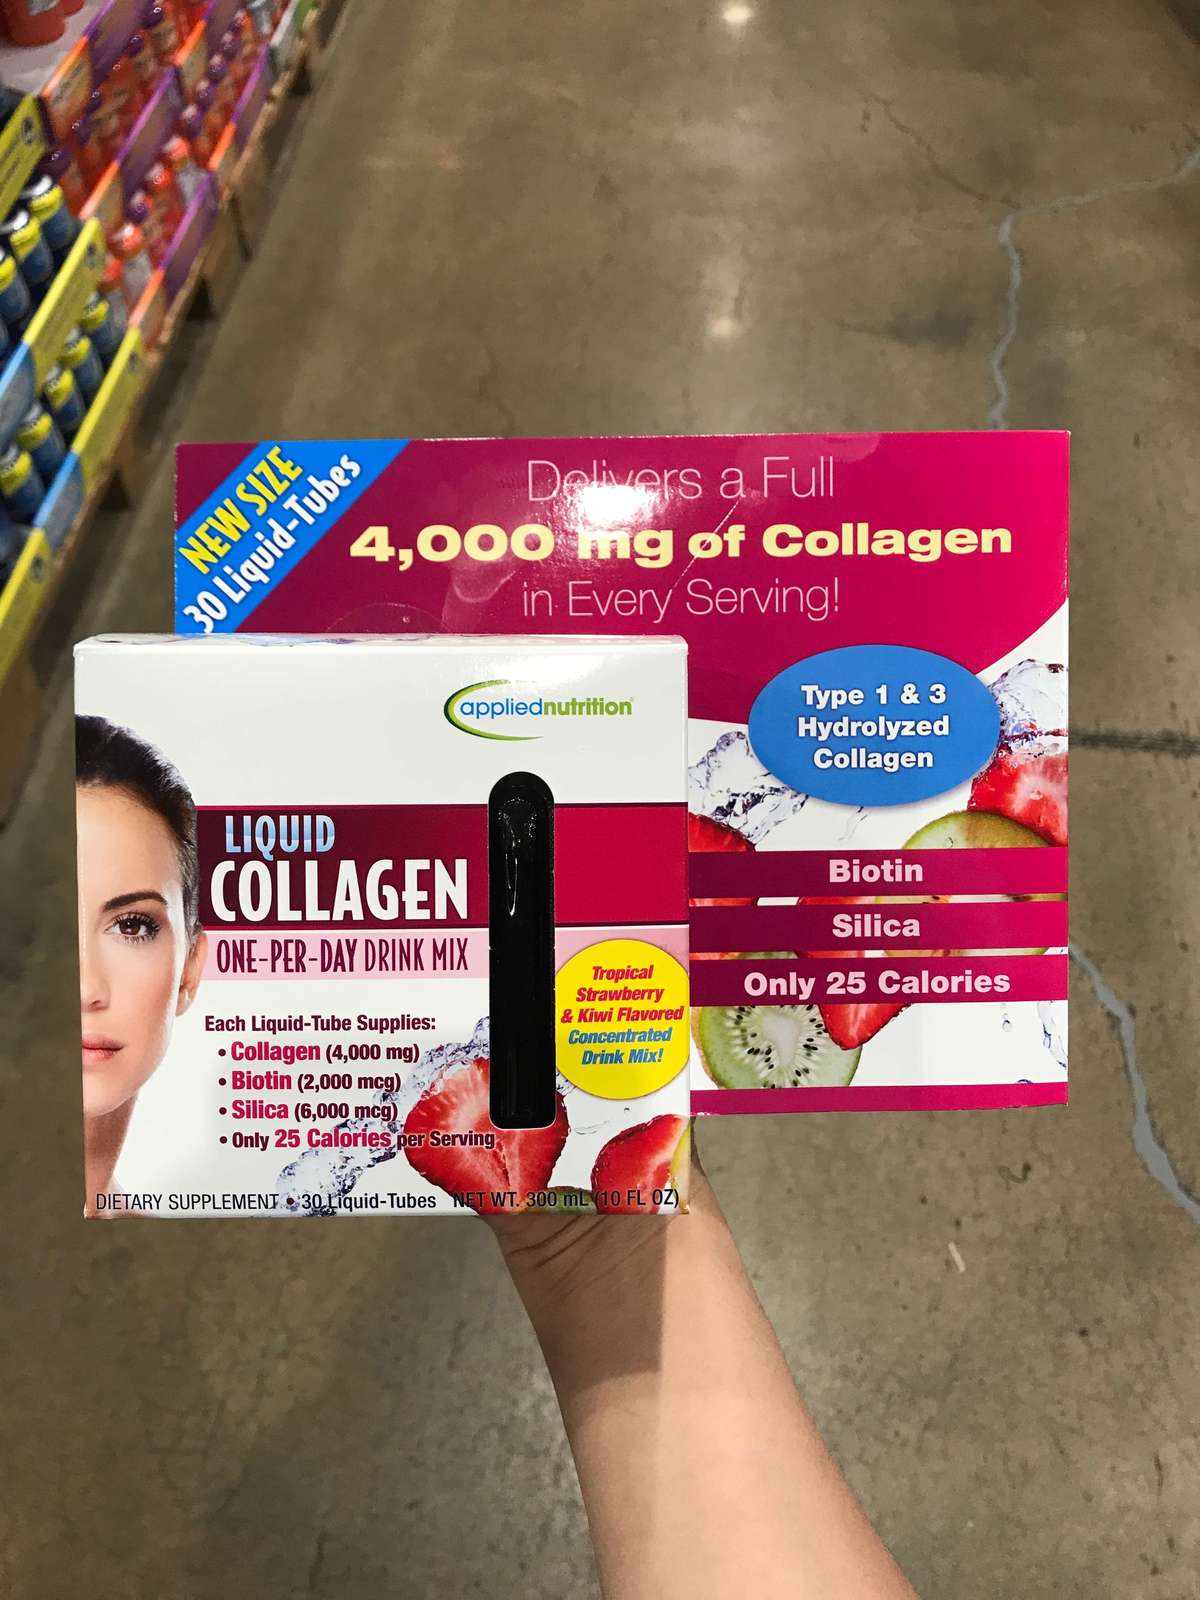 NEW SIZE
30 Liquid-Tubes
Delivers a Full
4,000 mg of Collagen
in Every Serving!
Type 1 & 3
Hydrolyzed
Collagen
Biotin
Silica
Only 25 Calories
appliednutrition®
LIQUID
COLLAGEN
ONE-PER-DAY DRINK MIX
Tropical
Strawberry
& Kiwi Flavored
Concentrated
Drink Mix!
Each Liquid-Tube Supplies:
• Collagen (4,000 mg)
• Biotin (2,000 mcg)
• Silica (6,000 mcg)
• Only 25 Calories per Serving
DIETARY SUPPLEMENT • 30 Liquid-Tubes NET WT. 300 mL (10 FL OZ)